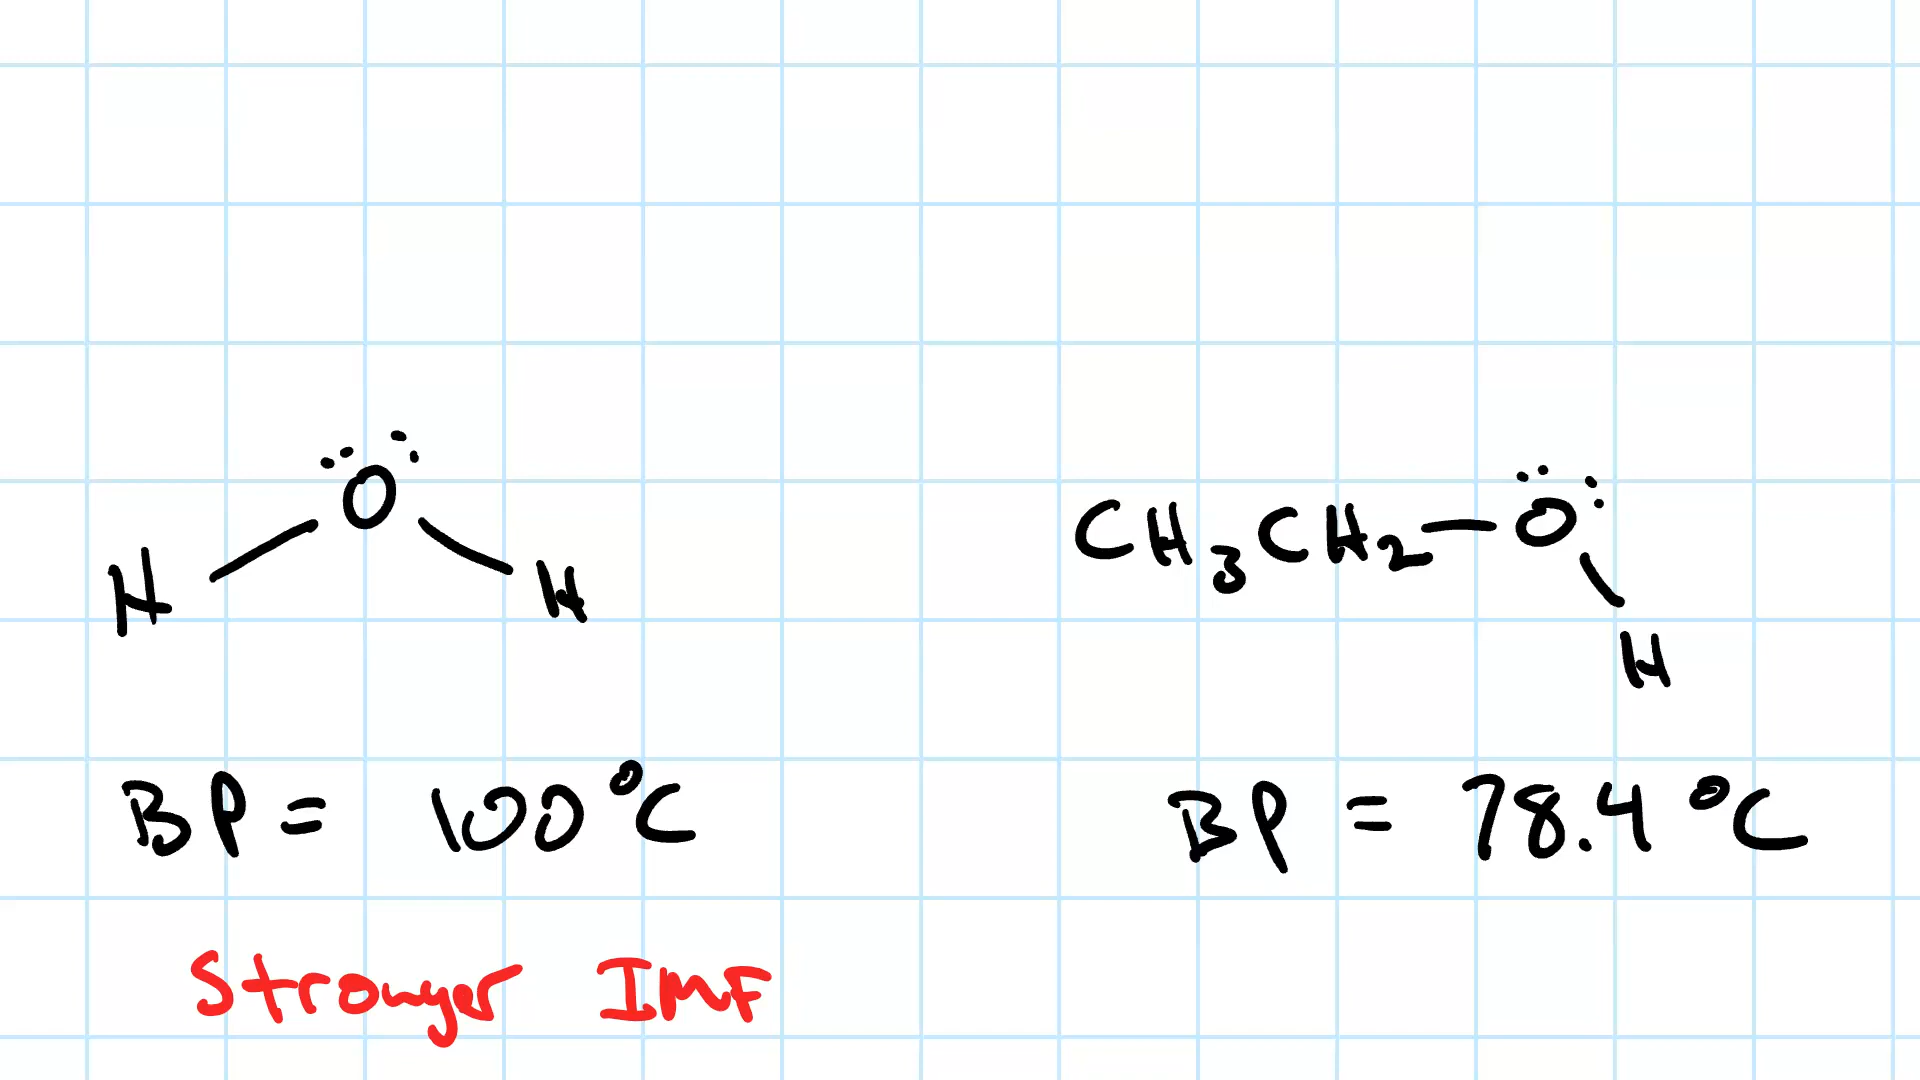 H O H
CH₃CH₂-O
H
BP = 100°C
BP = 78.4 °C
Stronger IMF